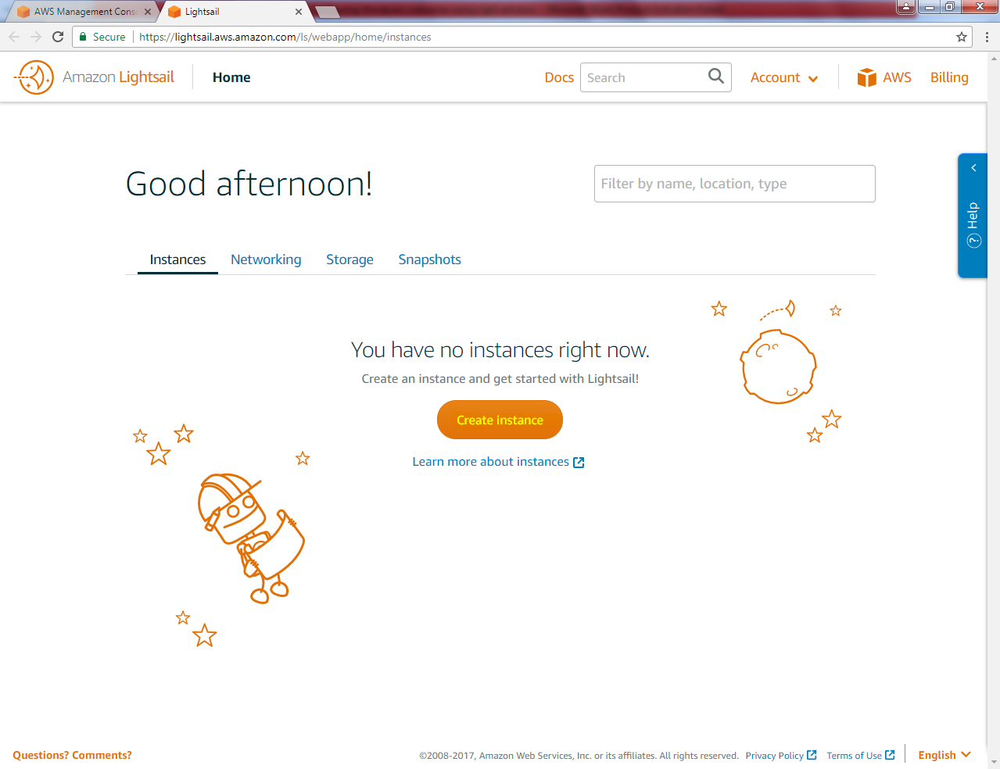 AWS Management Cons
Lightsail
Secure https://lightsail.aws.amazon.com/ls/webapp/home/instances
Amazon Lightsail Home Docs Search Account AWS Billing
Good afternoon!
Filter by name, location, type
Help
Instances Networking Storage Snapshots
You have no instances right now.
Create an instance and get started with Lightsail!
Create instance
Learn more about instances
Questions? Comments?
©2008-2017, Amazon Web Services, Inc. or its affiliates. All rights reserved. Privacy Policy Terms of Use English